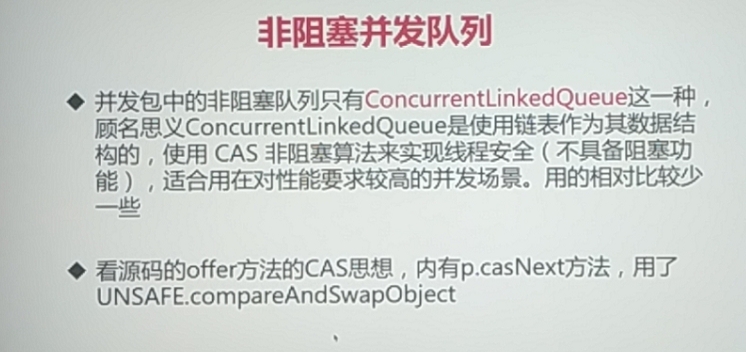 非阻塞并发队列
◆ 并发包中的非阻塞队列只有ConcurrentLinkedQueue这一种，
顾名思义ConcurrentLinkedQueue是使用链表作为其数据结
构的，使用 CAS 非阻塞算法来实现线程安全（不具备阻塞功
能），适合用在对性能要求较高的并发场景。用的相对比较少
一些
◆ 看源码的offer方法的CAS思想，内有p.casNext方法，用了
UNSAFE.compareAndSwapObject